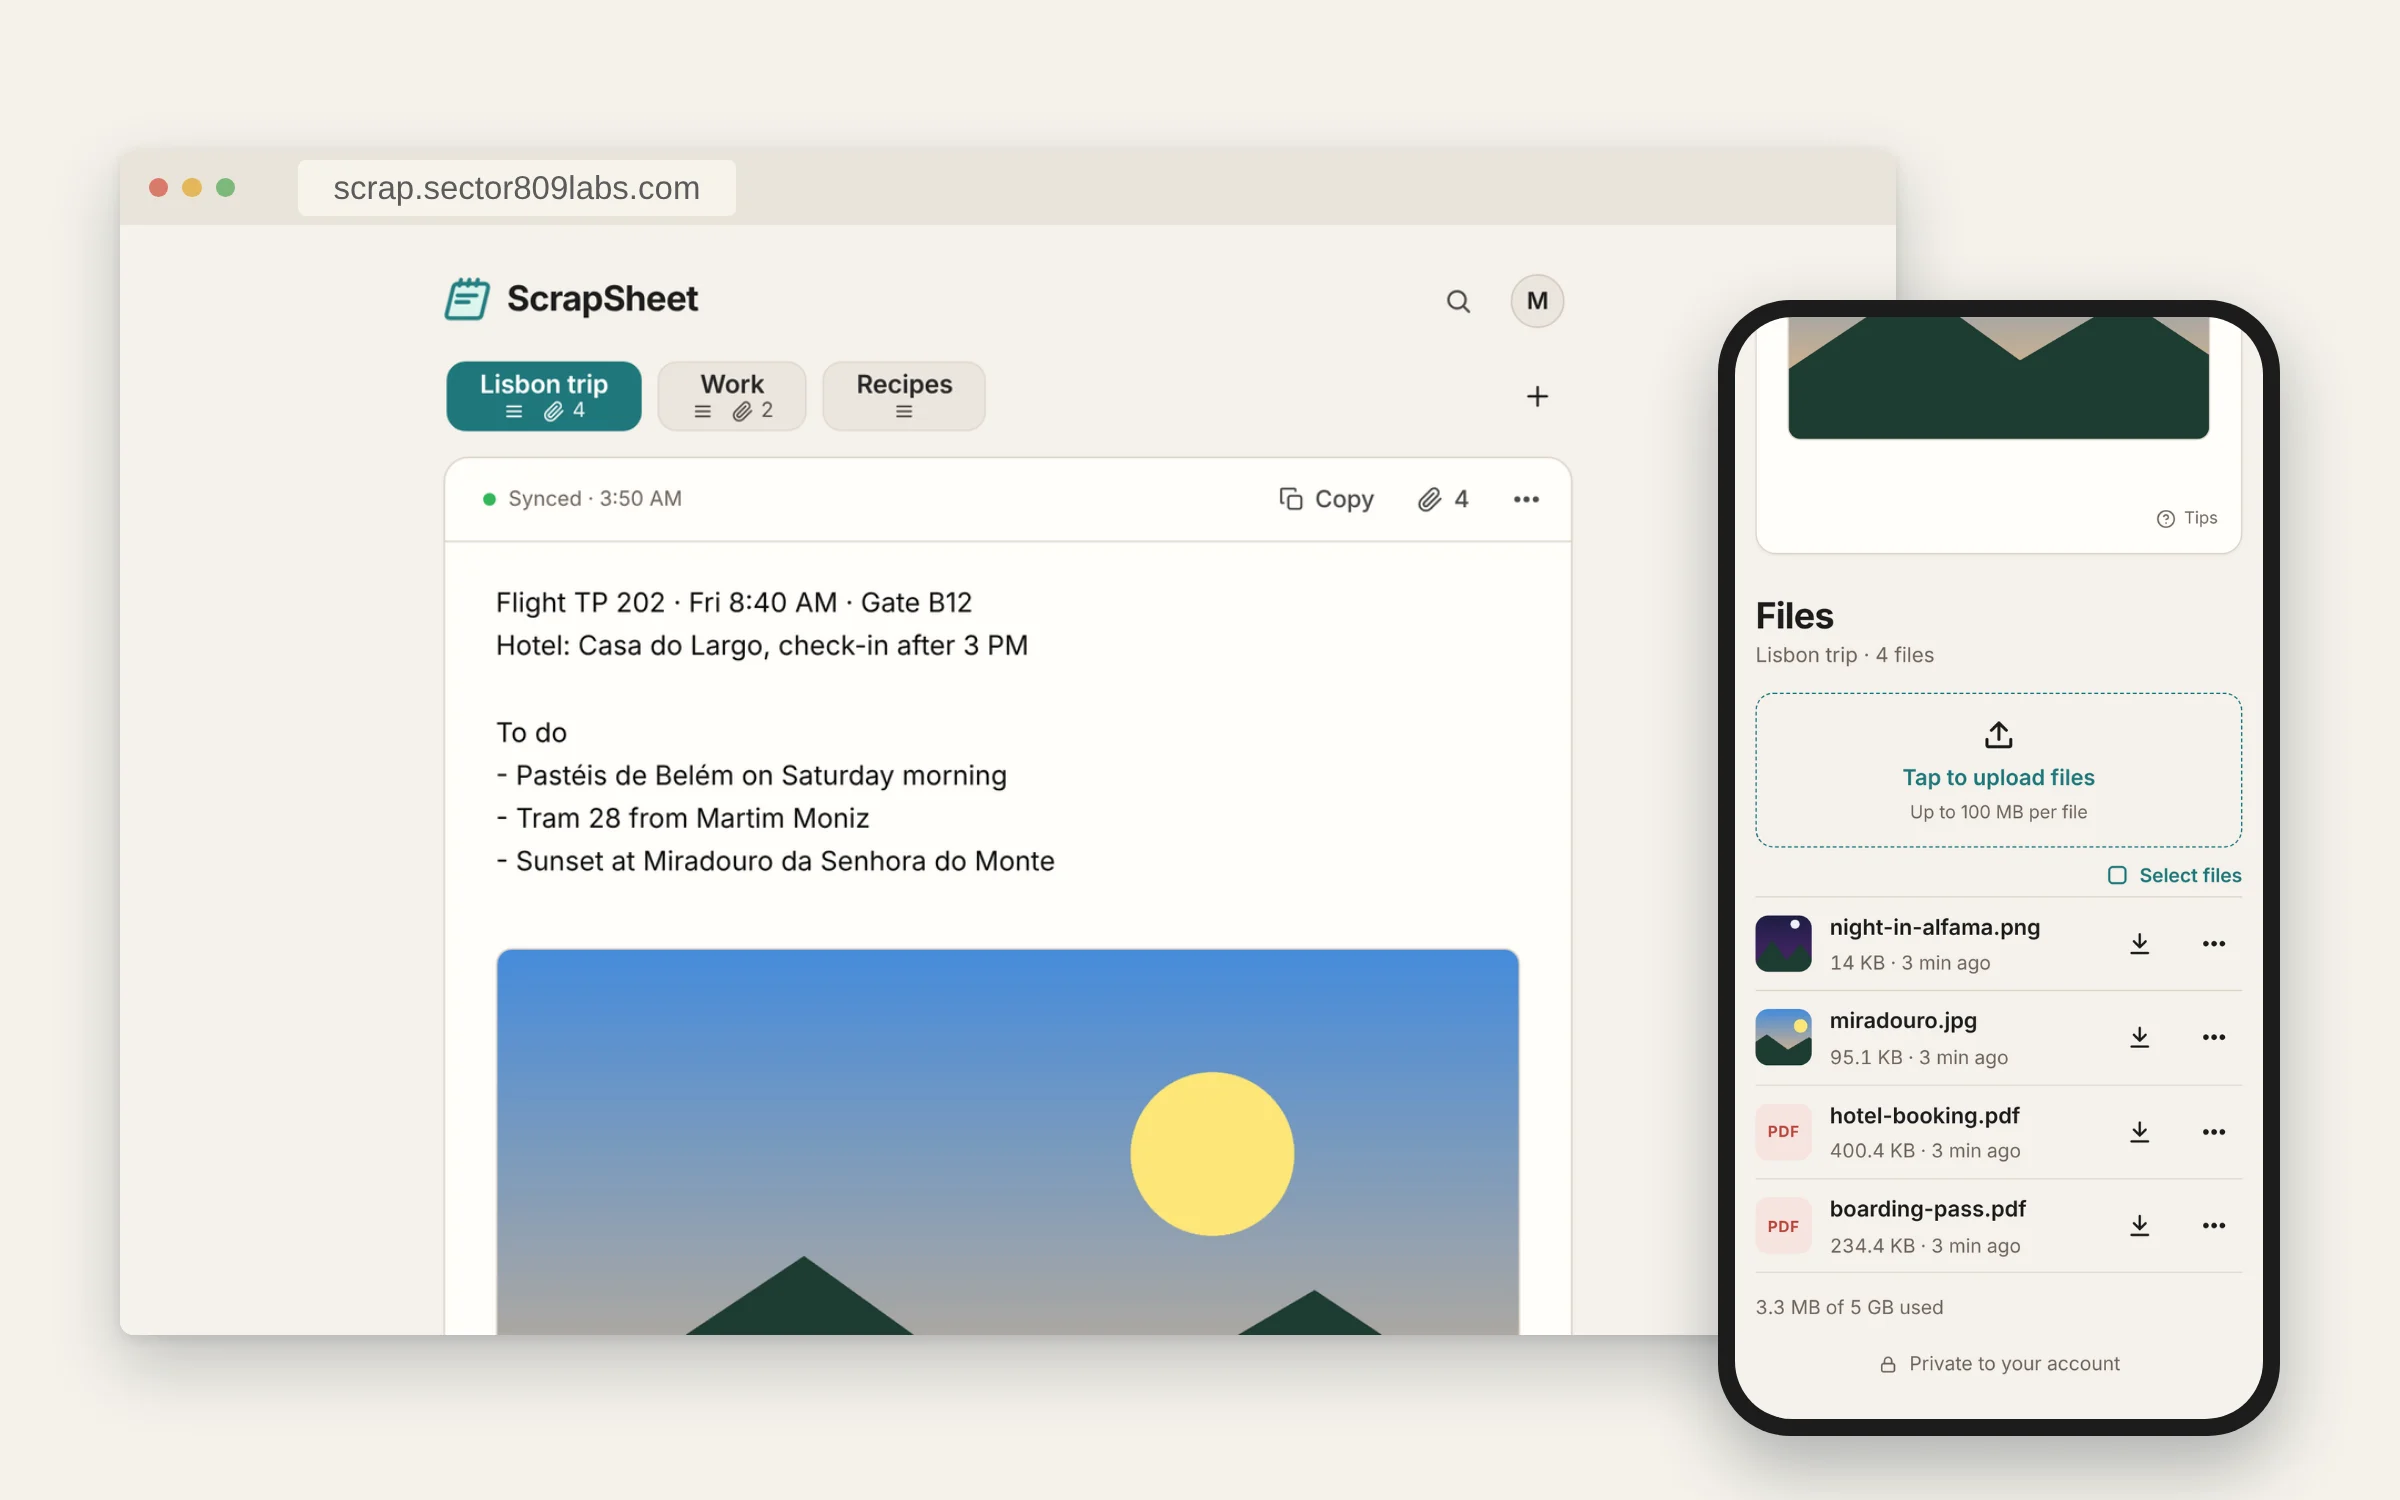 scrap.sector809labs.com
ScrapSheet
M
Lisbon trip
4
Work
2
Recipes
Synced · 3:50 AM
Copy
4
Flight TP 202 · Fri 8:40 AM · Gate B12
Hotel: Casa do Largo, check-in after 3 PM
To do
- Pastéis de Belém on Saturday morning
- Tram 28 from Martim Moniz
- Sunset at Miradouro da Senhora do Monte
Tips
Files
Lisbon trip · 4 files
Tap to upload files
Up to 100 MB per file
Select files
night-in-alfama.png
14 KB · 3 min ago
miradouro.jpg
95.1 KB · 3 min ago
PDF
hotel-booking.pdf
400.4 KB · 3 min ago
PDF
boarding-pass.pdf
234.4 KB · 3 min ago
3.3 MB of 5 GB used
Private to your account